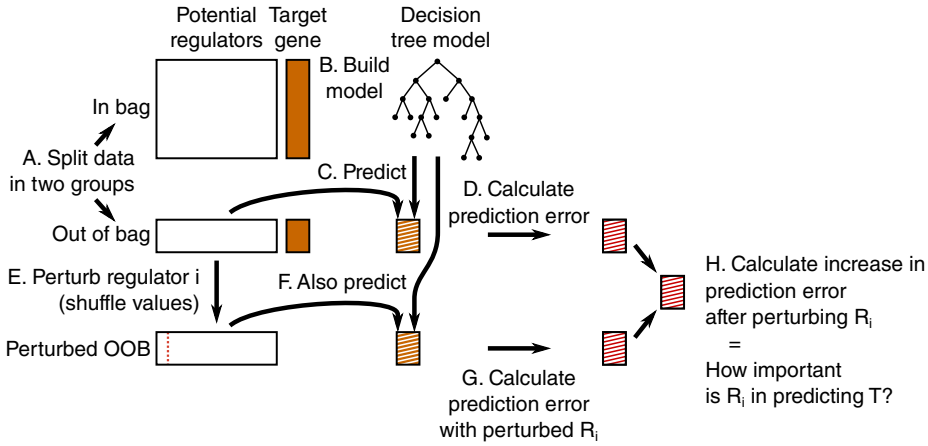 Potential
regulators
Target
gene
Decision
tree model
B. Build
model
In bag
A. Split data
in two groups
C. Predict
D. Calculate
prediction error
Out of bag
E. Perturb regulator i
(shuffle values)
F. Also predict
H. Calculate increase in
prediction error
after perturbing Ri
=
How important
is Ri in predicting T?
Perturbed OOB
G. Calculate
prediction error
with perturbed Ri